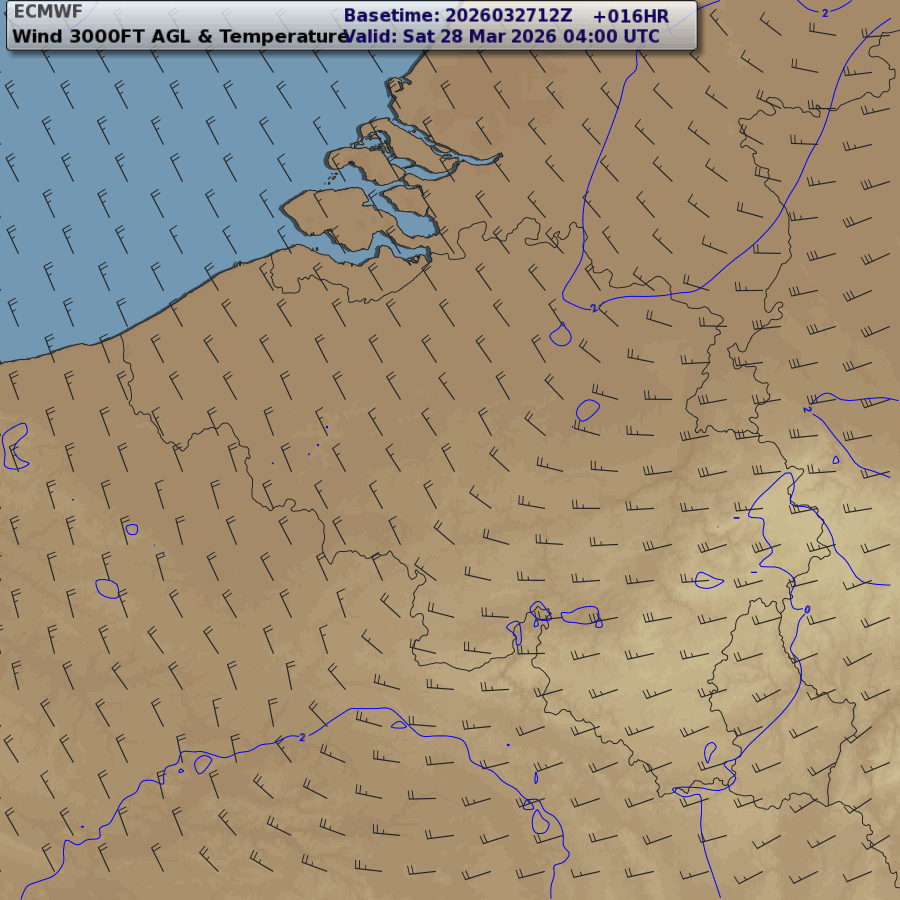 ECMWF
Basetime: 2026032712Z +016HR
Wind 3000FT AGL & Temperature
Valid: Sat 28 Mar 2026 04:00 UTC
2
2
2
0
2